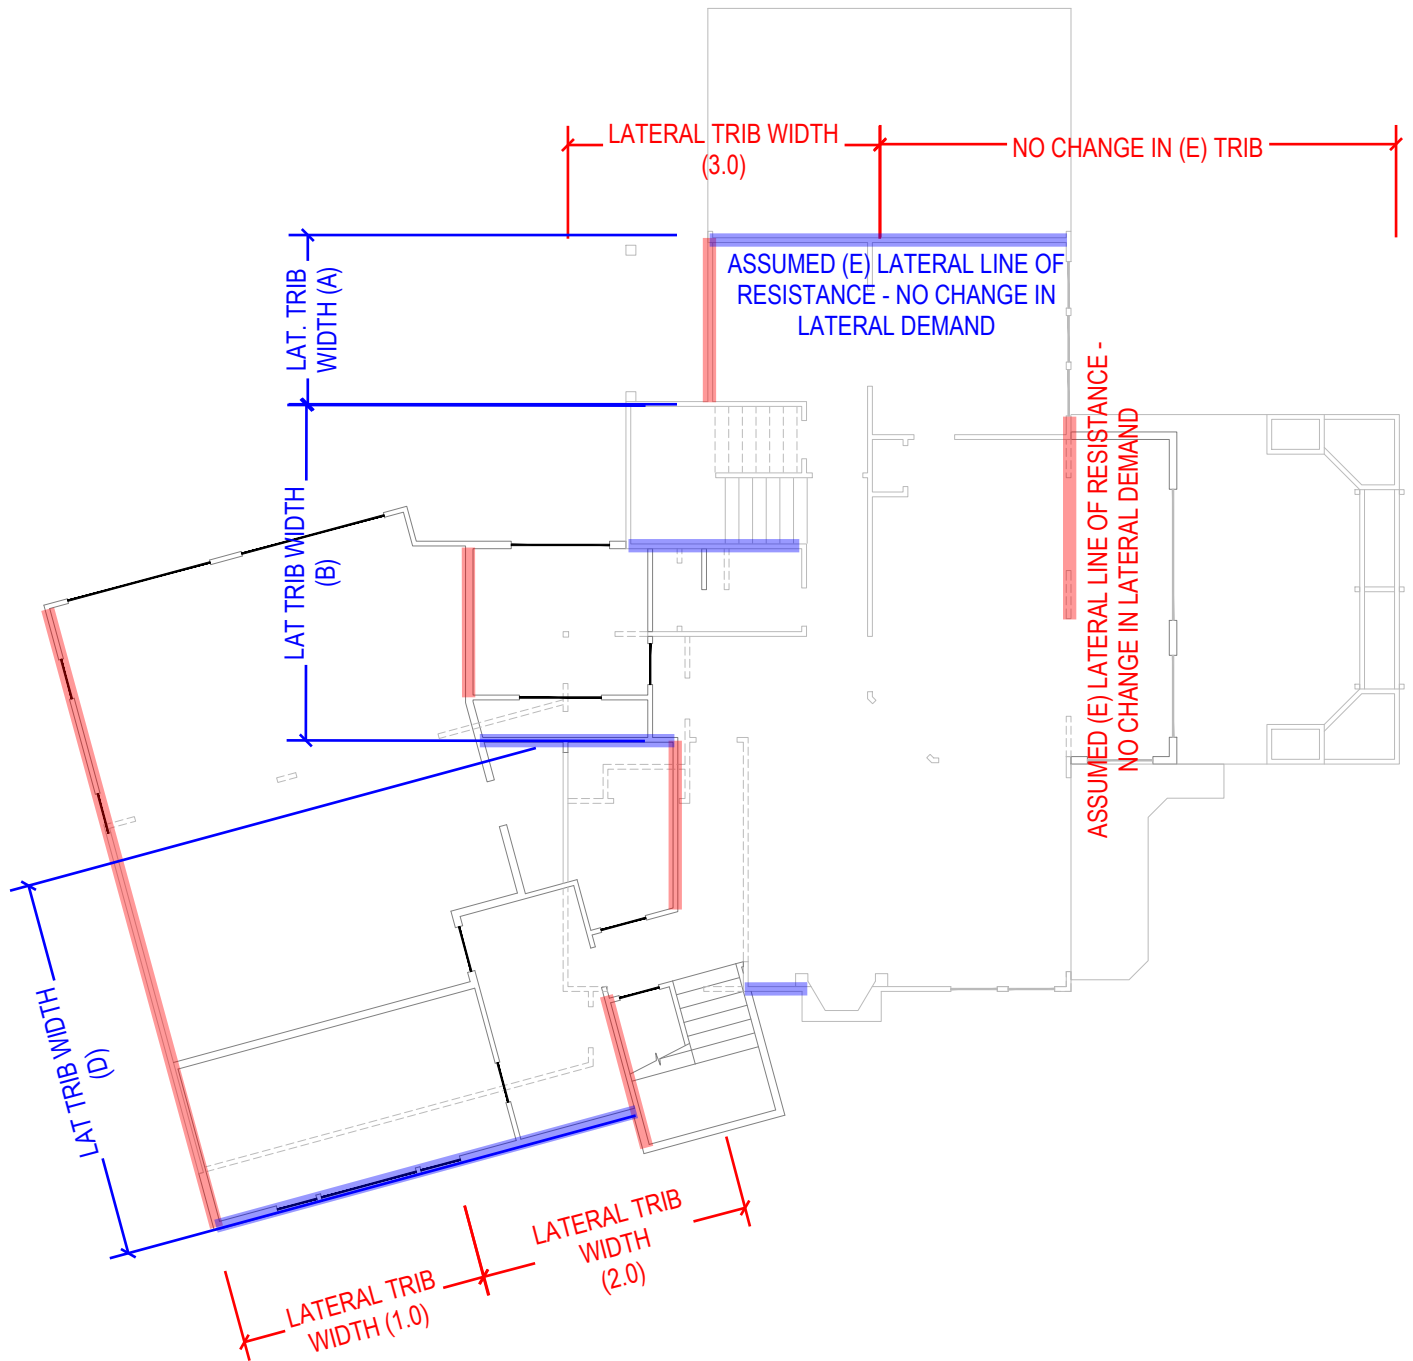 LATERAL TRIB WIDTH
(3.0)
NO CHANGE IN (E) TRIB
LAT. TRIB
WIDTH (A)
ASSUMED (E) LATERAL LINE OF
RESISTANCE - NO CHANGE IN
LATERAL DEMAND
ASSUMED (E) LATERAL LINE OF RESISTANCE -
NO CHANGE IN LATERAL DEMAND
LAT TRIB WIDTH
(B)
LAT TRIB WIDTH
(D)
LATERAL TRIB
WIDTH (1.0)
LATERAL TRIB
WIDTH
(2.0)